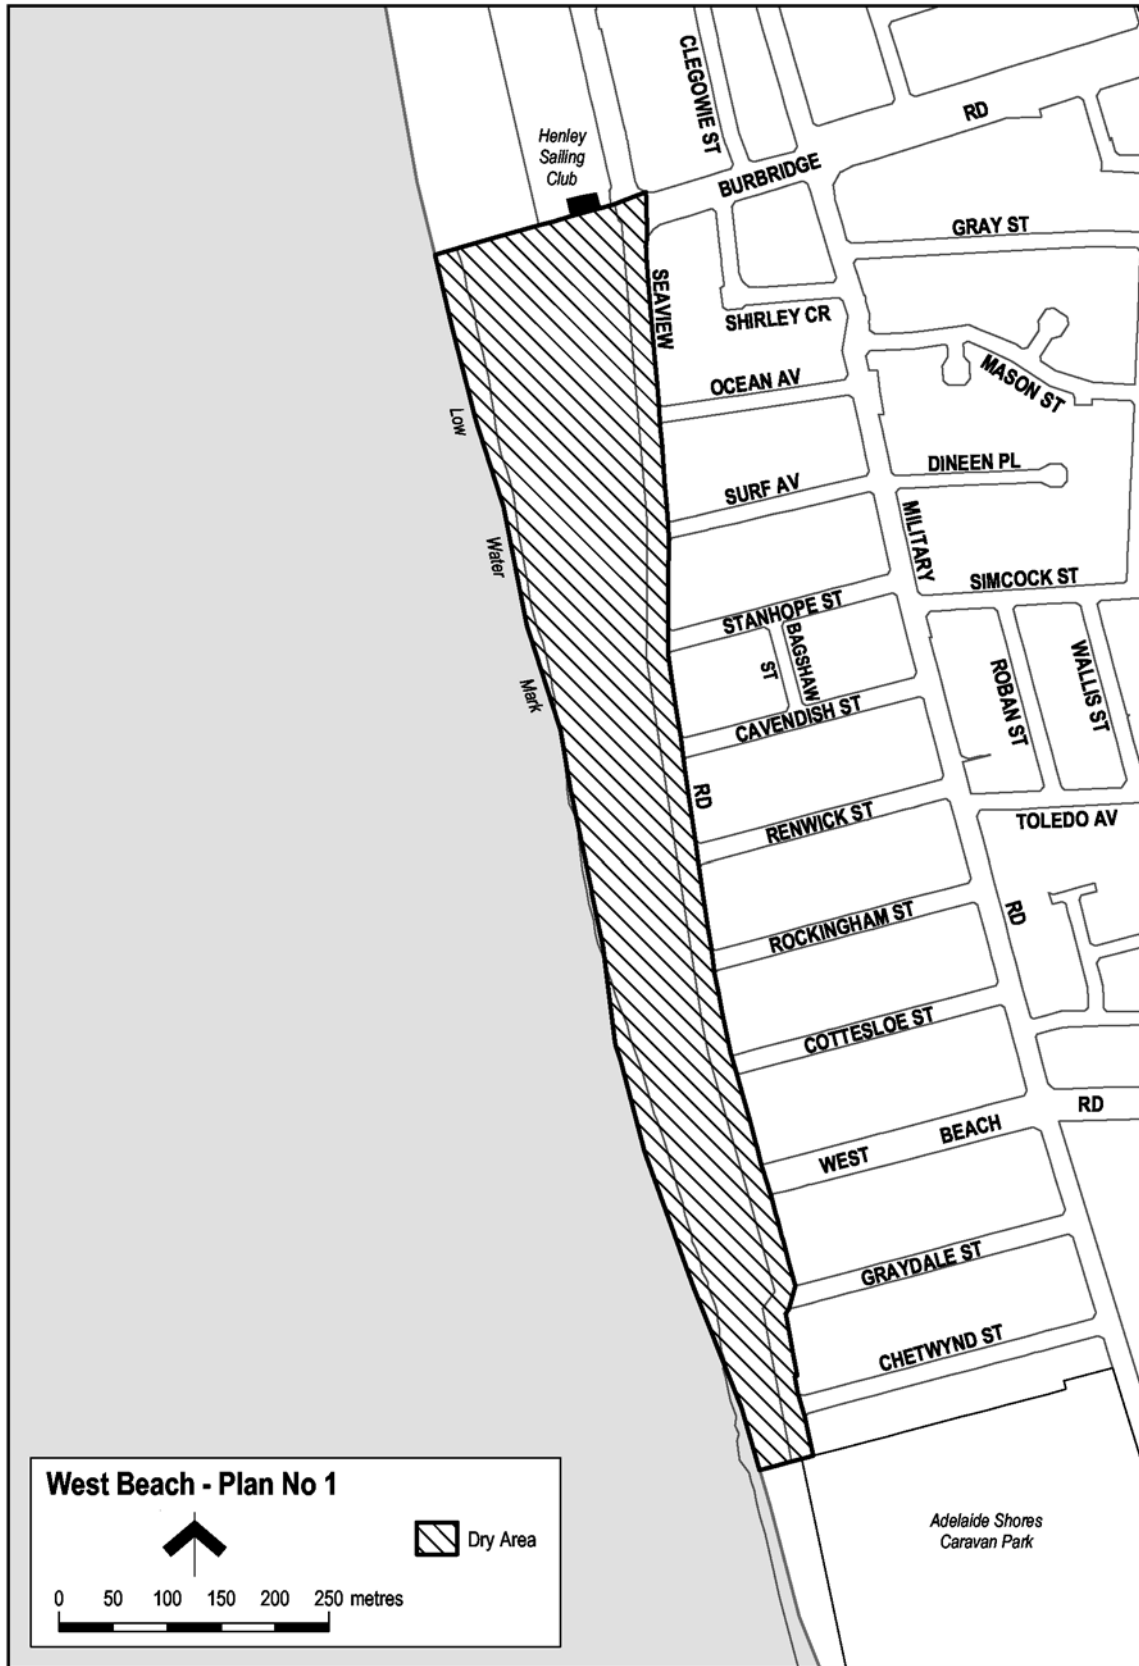 CLEGOWIE ST
RD
Henley
Sailing
Club
BURBRIDGE
GRAY ST
SEAVIEW
SHIRLEY CR
OCEAN AV
MASON ST
Low
DINEEN PL
SURF AV
MILITARY
Water
SIMCOCK ST
STANHOPE ST
BAGSHAW
ST
WALLIS ST
ROBAN ST
Mark
CAVENDISH ST
RD
RENWICK ST
TOLEDO AV
ROCKINGHAM ST
RD
COTTESLOE ST
RD
WEST BEACH
GRAYDALE ST
CHETWYND ST
West Beach - Plan No 1
Dry Area
0 50 100 150 200 250 metres
Adelaide Shores
Caravan Park